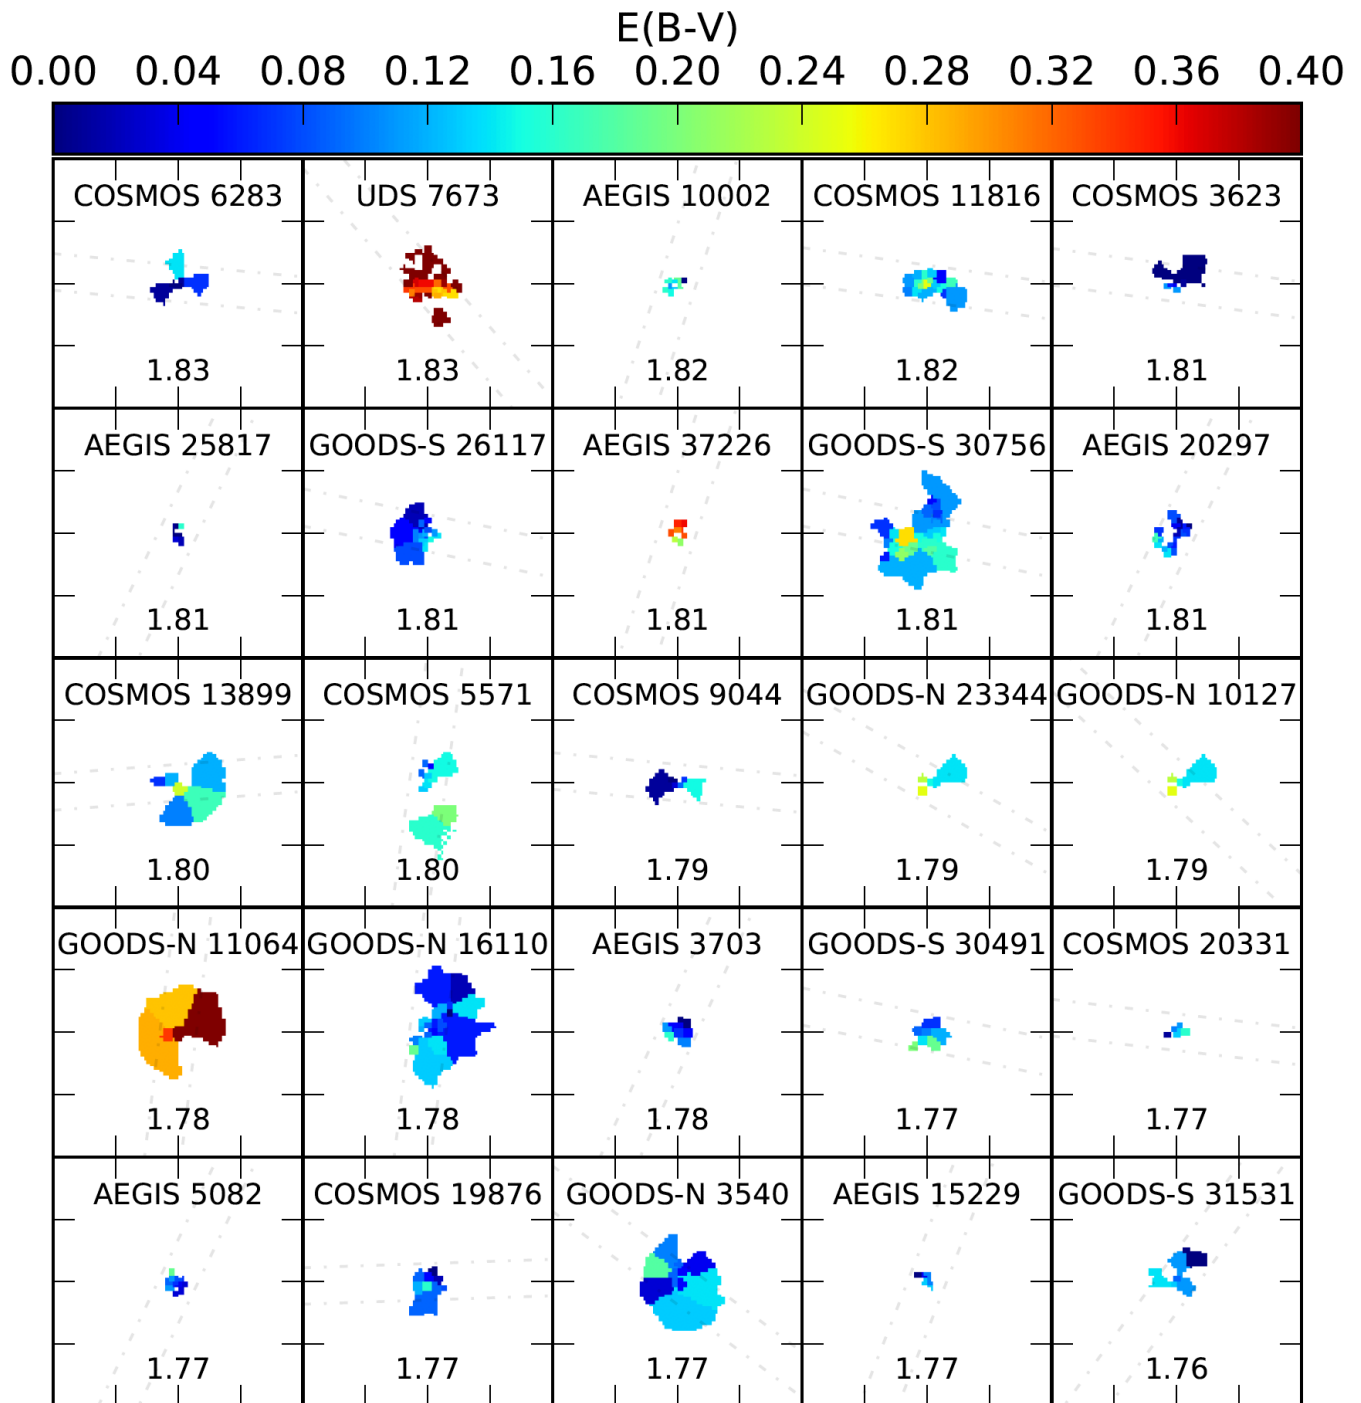 E(B-V)
0.00 0.04 0.08 0.12 0.16 0.20 0.24 0.28 0.32 0.36 0.40
COSMOS 6283 UDS 7673 AEGIS 10002 COSMOS 11816 COSMOS 3623
1.83 1.83 1.82 1.82 1.81
AEGIS 25817 GOODS-S 26117 AEGIS 37226 GOODS-S 30756 AEGIS 20297
1.81 1.81 1.81 1.81 1.81
COSMOS 13899 COSMOS 5571 COSMOS 9044 GOODS-N 23344 GOODS-N 10127
1.80 1.80 1.79 1.79 1.79
GOODS-N 11064 GOODS-N 16110 AEGIS 3703 GOODS-S 30491 COSMOS 20331
1.78 1.78 1.78 1.77 1.77
AEGIS 5082 COSMOS 19876 GOODS-N 3540 AEGIS 15229 GOODS-S 31531
1.77 1.77 1.77 1.77 1.76